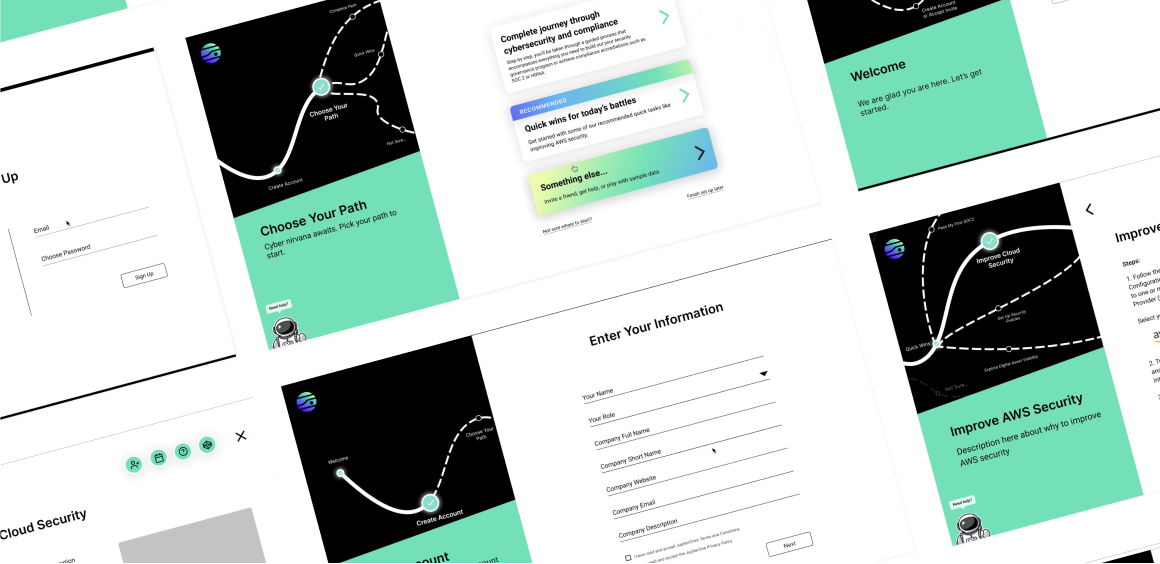 Up
Email
Choose Password
Sign Up
Complete Path
Quick Wins
Choose Your
Path
Not Sure...
Create Account
Choose Your Path
Cyber nirvana awaits. Pick your path to
start.
Need help?
Complete journey through
cybersecurity and compliance
Step by step, you'll be taken through a guided process that
encompasses everything you need to build out your security
governance program or achieve compliance accreditations such as
SOC 2 or HIPAA.
RECOMMENDED
Quick wins for today's battles
Get started with some of our recommended quick tasks like
improving AWS security.
Something else...
Invite a friend, get help, or play with sample data
Not sure where to start?
Finish set up later
Create Account
or Accept Invite
Welcome
We are glad you are here. Let's get
started.
Cloud Security
Welcome
Choose Your
Path
Create Account
ount
ccount
Enter Your Information
Your Name
Your Role
Company Full Name
Company Short Name
Company Website
Company Email
Company Description
I have read and accept JupiterOne's Terms and Conditions
read and accept the JupiterOne Privacy Policy
Next
Pass My First SOC2
Improve Cloud
Security
Set Up Security
Policies
Quick Wins
Explore Digital Asset Visibility
Not Sure...
Improve AWS Security
Description here about why to improve
AWS security
Need help?
Improve
Steps:
1. Follow the
Configuratio
to one or m
Provider (
Select yo
2. T